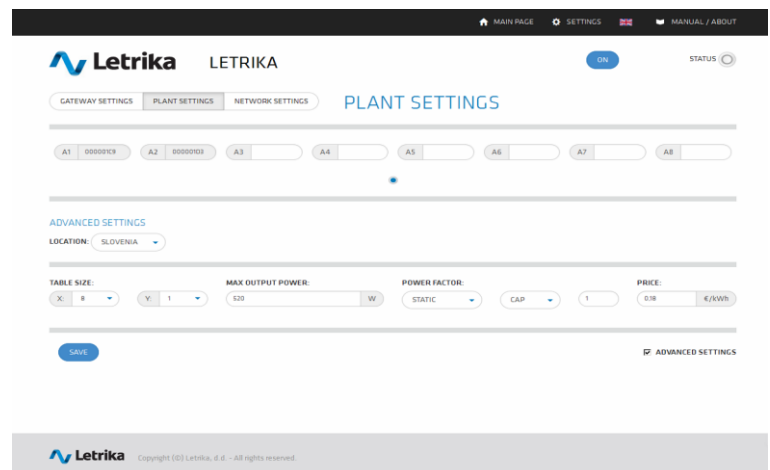 MAIN PAGE SETTINGS MANUAL / ABOUT
Letrika LETRIKA ON STATUS
GATEWAY SETTINGS PLANT SETTINGS NETWORK SETTINGS PLANT SETTINGS
A1 000001C9 A2 00000103 A3 A4 A5 A6 A7 A8
ADVANCED SETTINGS
LOCATION: SLOVENIA
TABLE SIZE: MAX OUTPUT POWER: POWER FACTOR: PRICE:
X: 8 Y: 1 520 W STATIC CAP 1 0.18 €/kWh
SAVE ADVANCED SETTINGS
Letrika Copyright (©) Letrika, d.d. - All rights reserved.